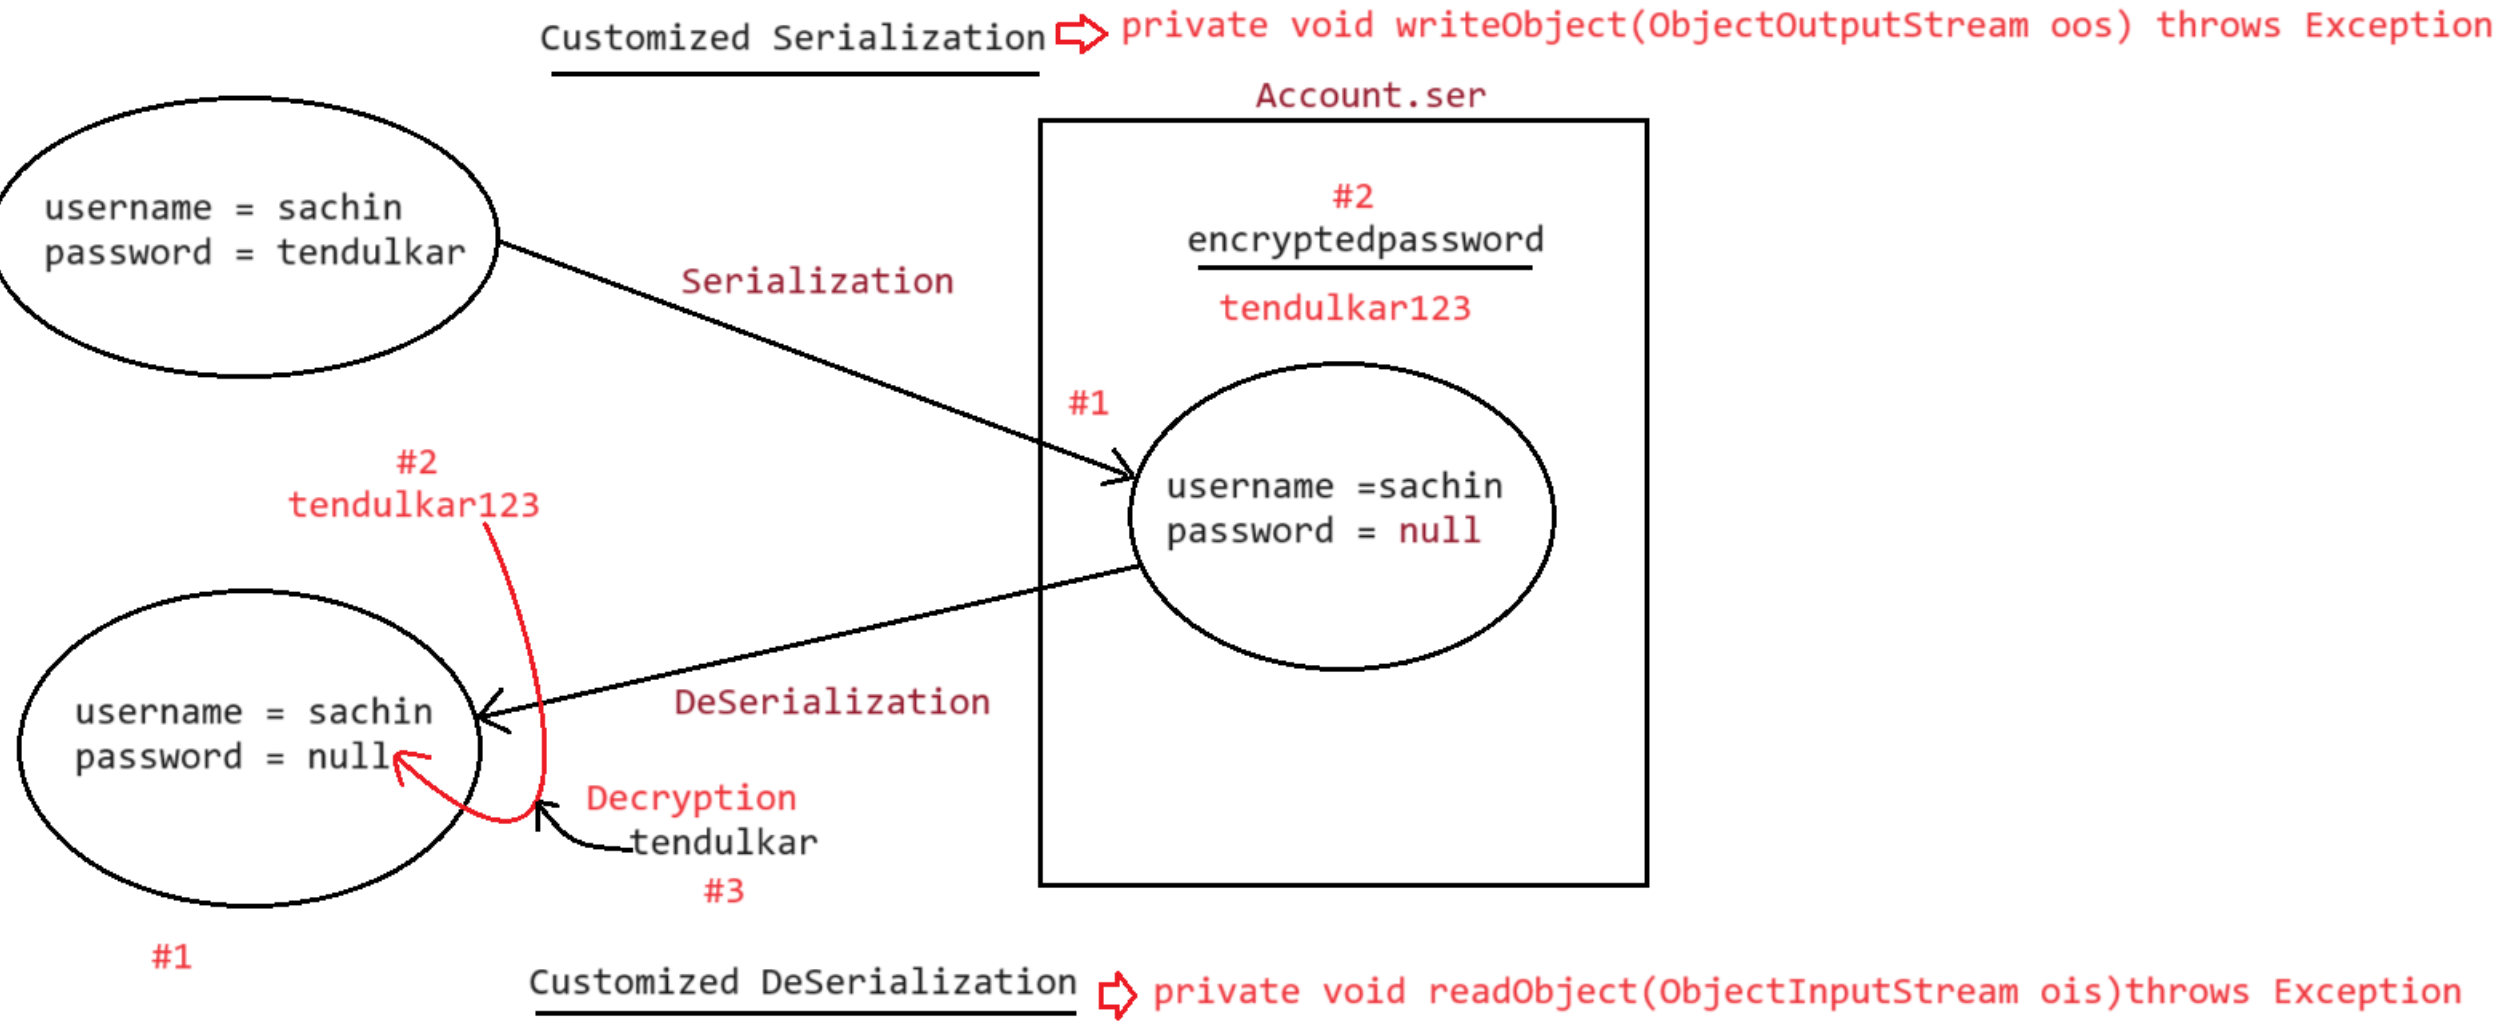 Customized Serialization
private void writeObject(ObjectOutputStream oos) throws Exception
Account.ser
username = sachin
password = tendulkar
Serialization
#2
encryptedpassword
tendulkar123
#1
username =sachin
password = null
#2
tendulkar123
username = sachin
password = null
DeSerialization
Decryption
tendulkar
#3
#1
Customized DeSerialization
private void readObject(ObjectInputStream ois)throws Exception